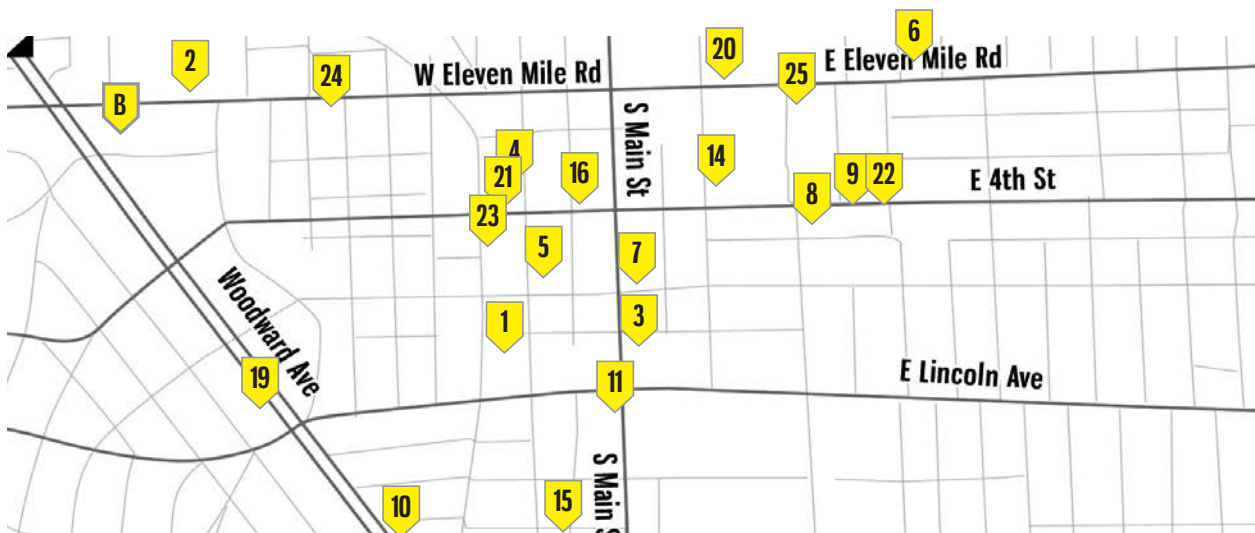 6
2
20
24
W Eleven Mile Rd
25
E Eleven Mile Rd
B
S Main St
4
21
16
14
9
22
8
E 4th St
23
5
7
Woodward Ave
1
3
19
11
E Lincoln Ave
S Main S
10
15